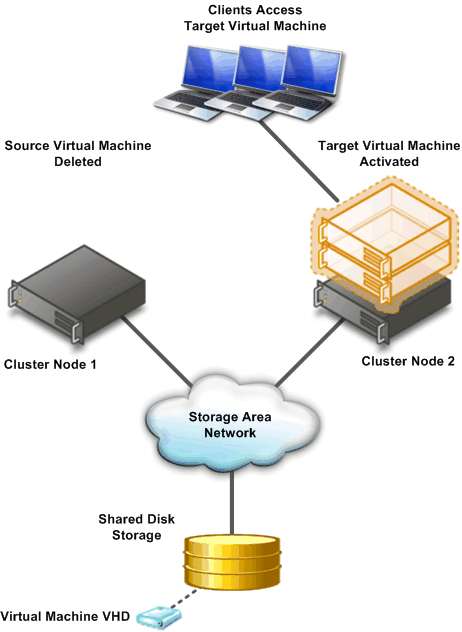 Clients Access
Target Virtual Machine
Source Virtual Machine
Deleted
Target Virtual Machine
Activated
Cluster Node 1
Cluster Node 2
Storage Area
Network
Shared Disk
Storage
Virtual Machine VHD